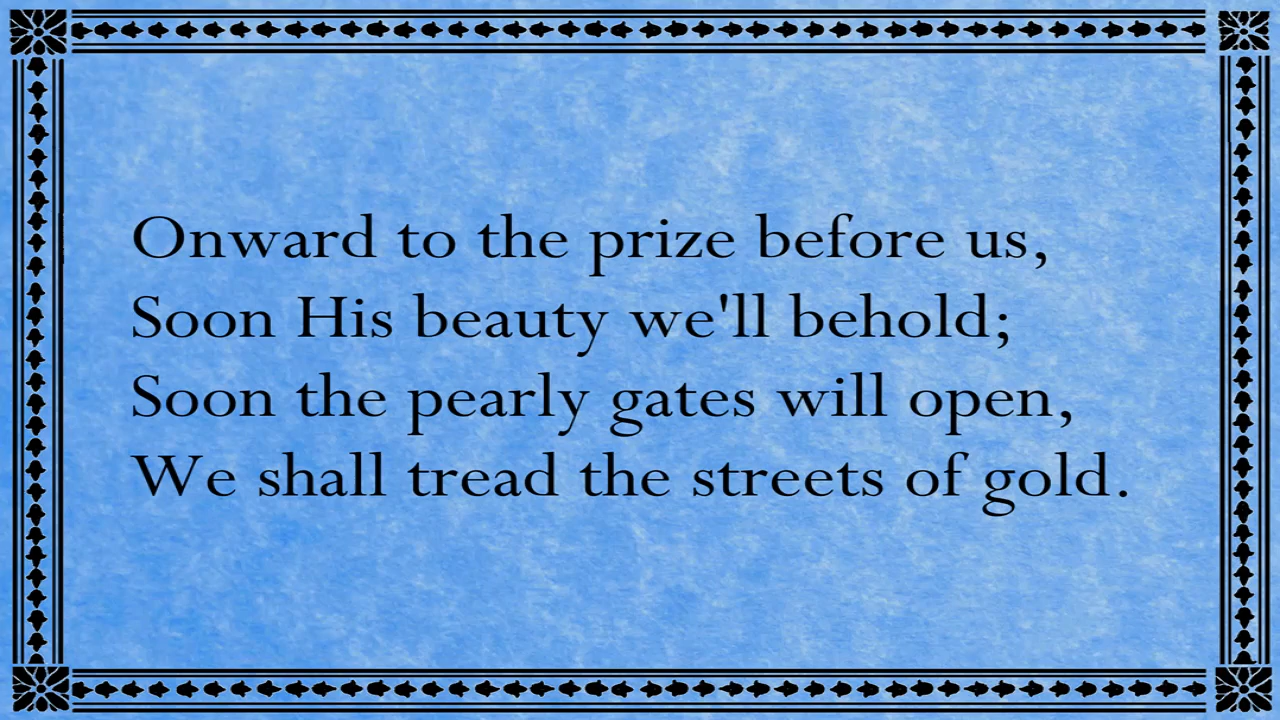 Onward to the prize before us,
Soon His beauty we'll behold;
Soon the pearly gates will open,
We shall tread the streets of gold.